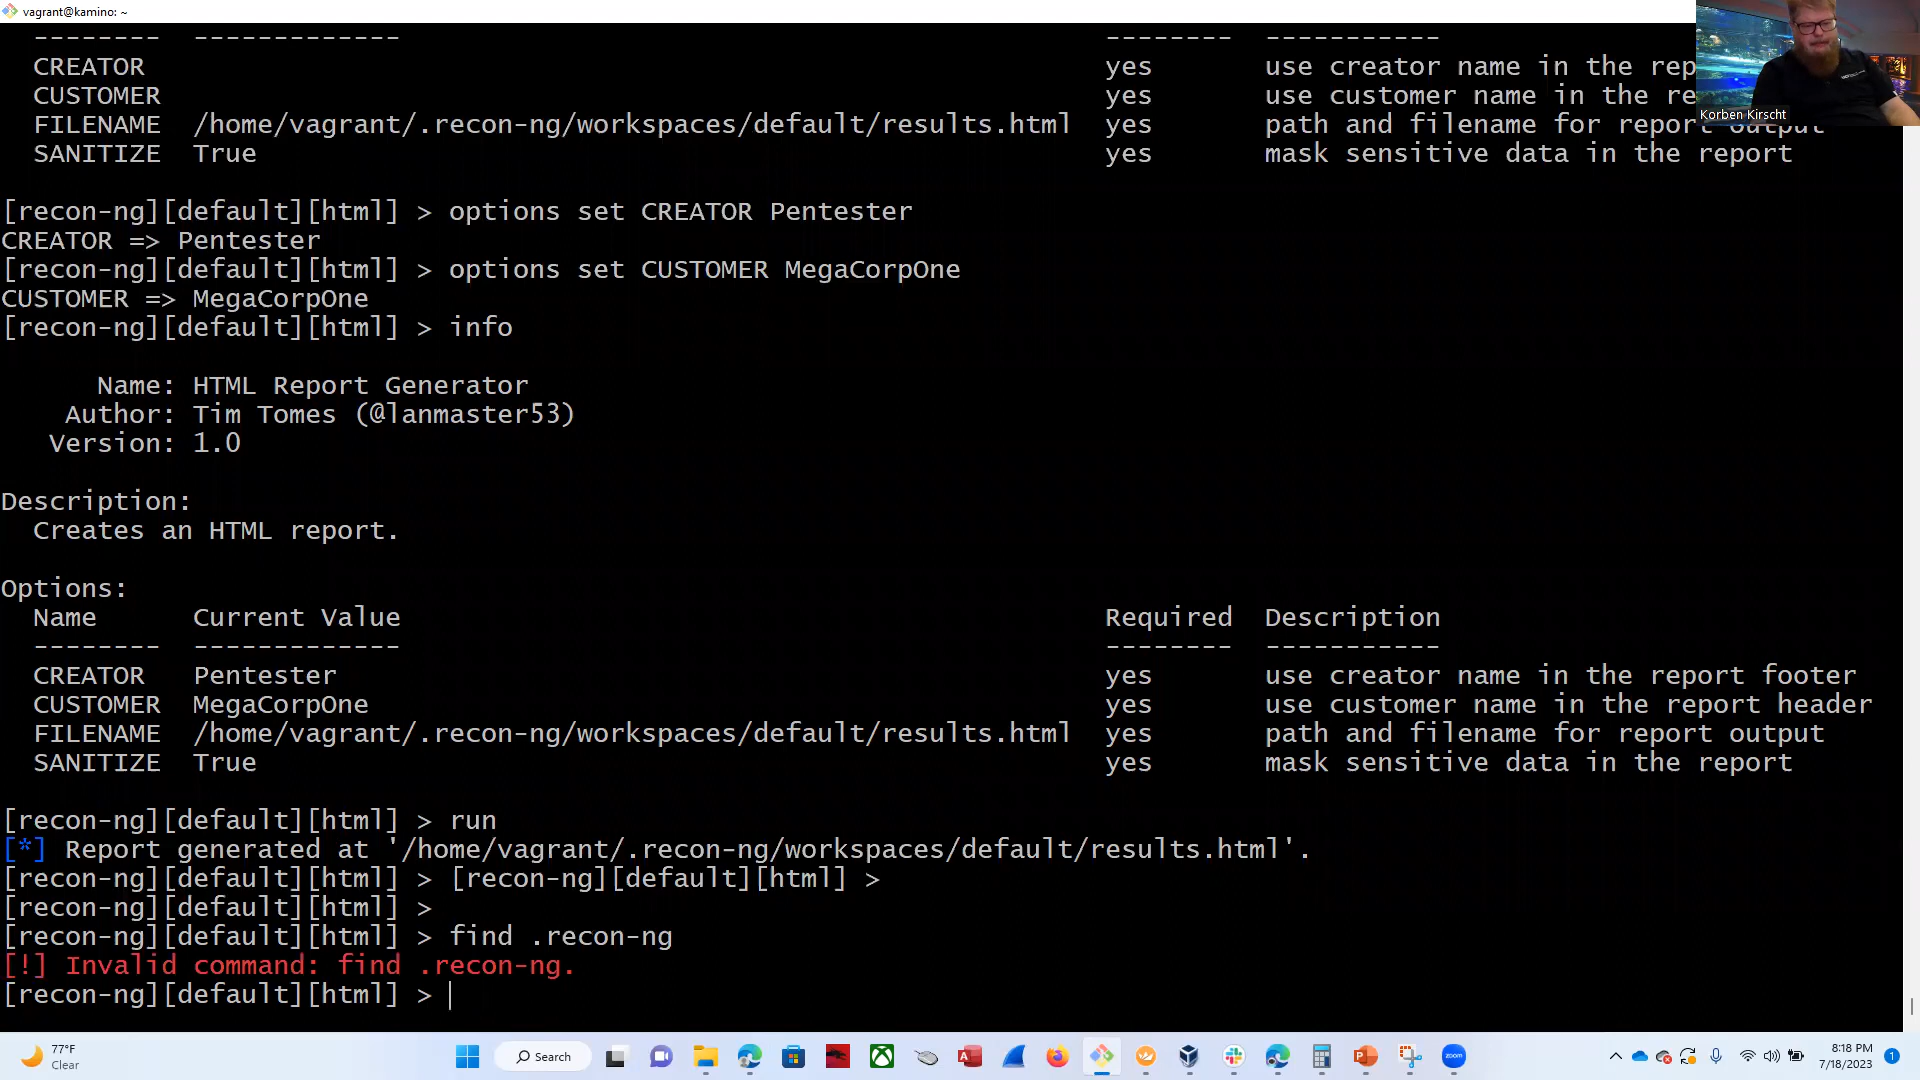 vagrant@kamino: ~
-------- ------------- -------- -----------
CREATOR yes use creator name in the rep
CUSTOMER yes use customer name in the re
FILENAME /home/vagrant/.recon-ng/workspaces/default/results.html yes path and filename for report output
SANITIZE True yes mask sensitive data in the report
Korben Kirscht
[recon-ng][default][html] > options set CREATOR Pentester
CREATOR => Pentester
[recon-ng][default][html] > options set CUSTOMER MegaCorpOne
CUSTOMER => MegaCorpOne
[recon-ng][default][html] > info
Name: HTML Report Generator
Author: Tim Tomes (@lanmaster53)
Version: 1.0
Description:
Creates an HTML report.
Options:
Name Current Value Required Description
-------- ------------- -------- -----------
CREATOR Pentester yes use creator name in the report footer
CUSTOMER MegaCorpOne yes use customer name in the report header
FILENAME /home/vagrant/.recon-ng/workspaces/default/results.html yes path and filename for report output
SANITIZE True yes mask sensitive data in the report
[recon-ng][default][html] > run
[*] Report generated at '/home/vagrant/.recon-ng/workspaces/default/results.html'.
[recon-ng][default][html] > [recon-ng][default][html] >
[recon-ng][default][html] >
[recon-ng][default][html] > find .recon-ng
[!] Invalid command: find .recon-ng.
[recon-ng][default][html] >
77°F
Clear
Search
zoom
8:18 PM
7/18/2023
1